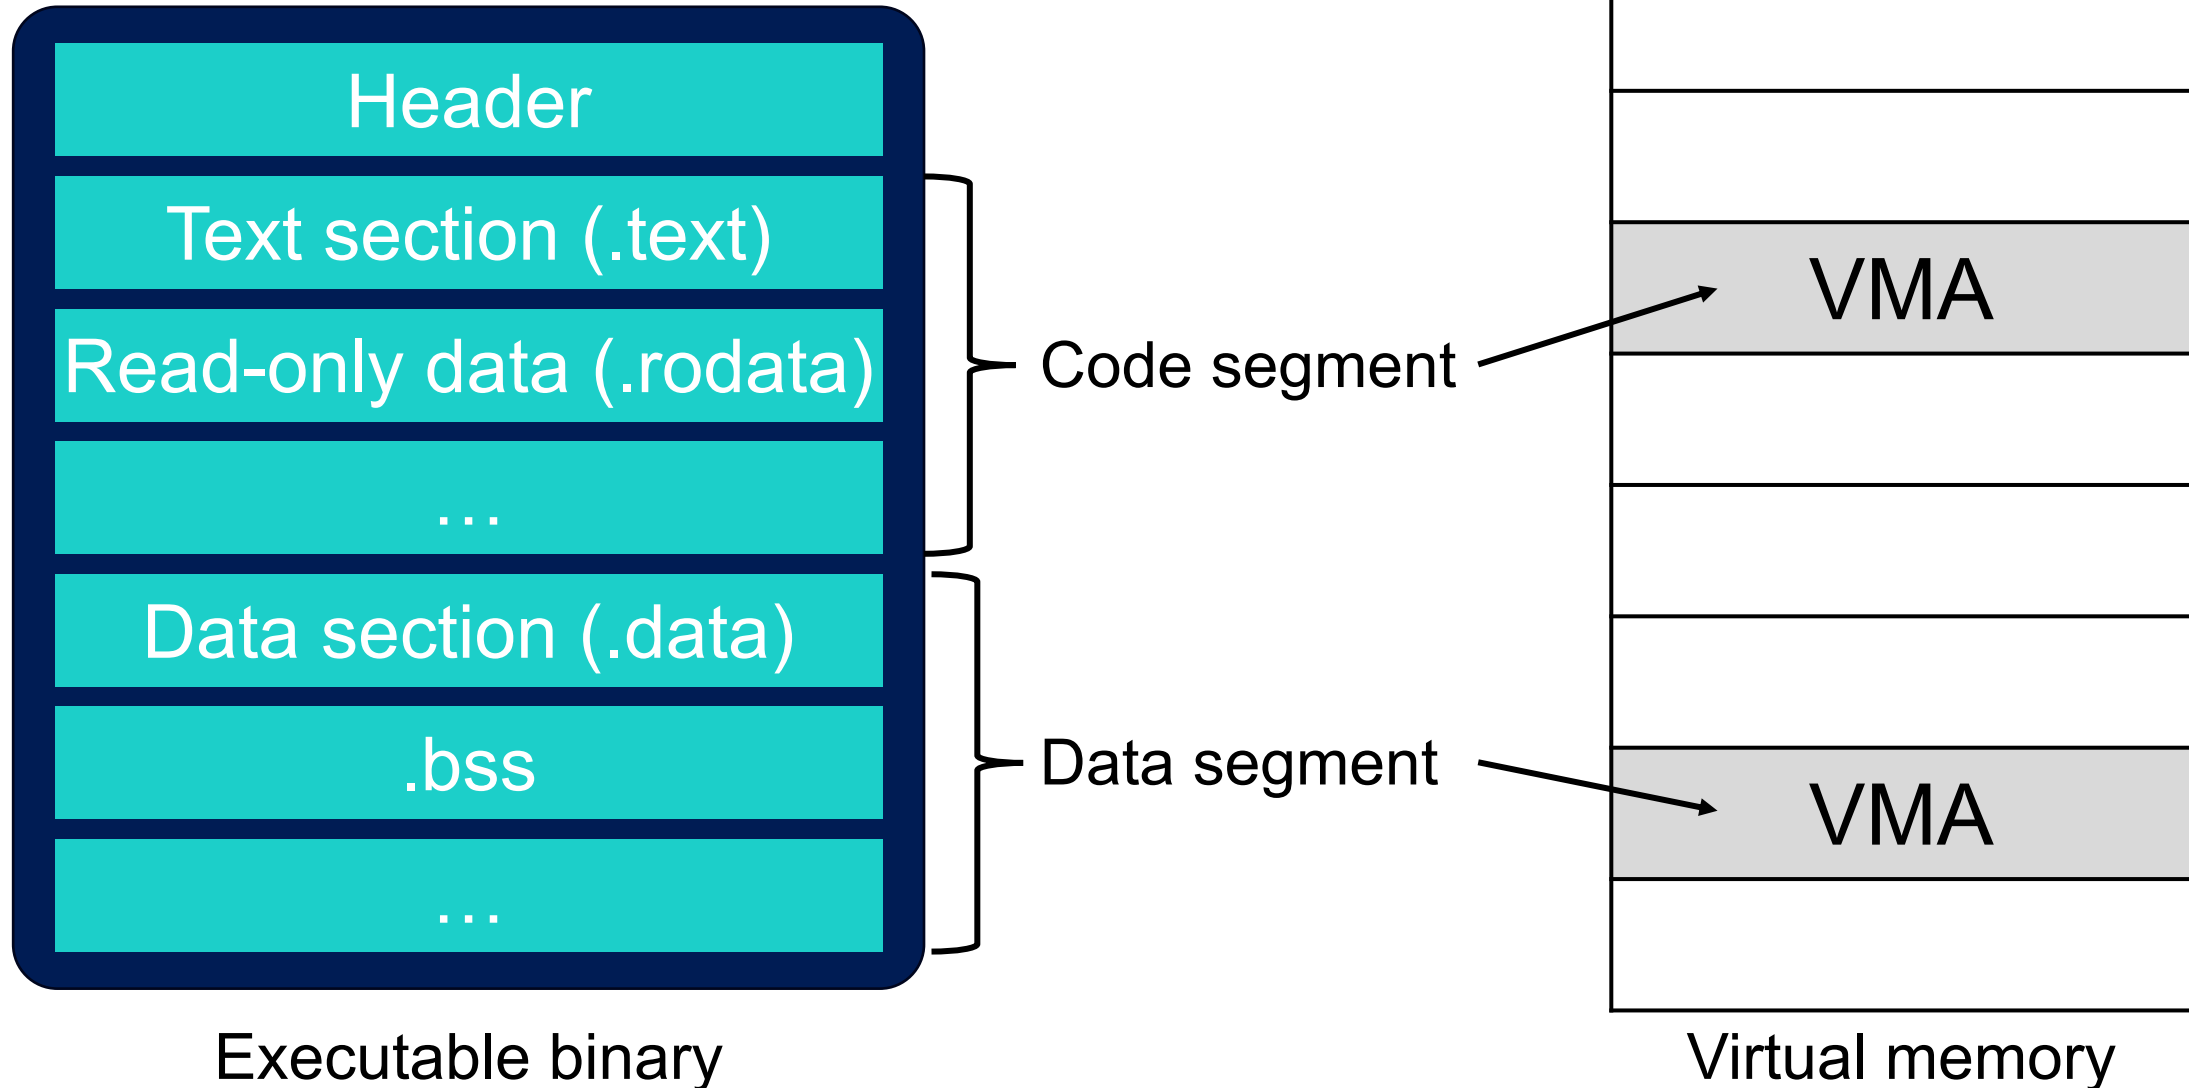 Header
Text section (.text)
Read-only data (.rodata)
…
Data section (.data)
.bss
…
Executable binary
Code segment
Data segment
VMA
VMA
Virtual memory